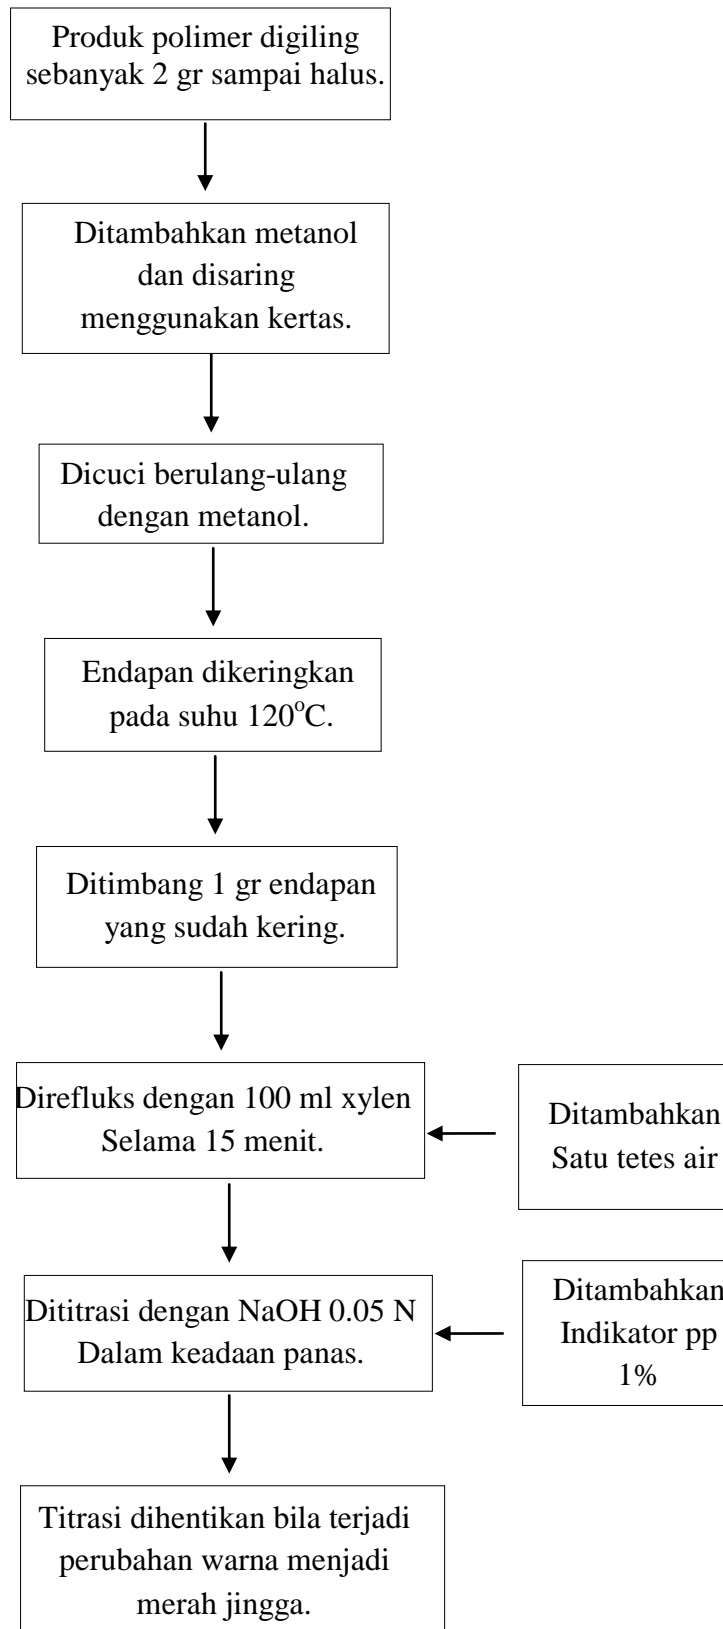 Produk polimer digiling
sebanyak 2 gr sampai halus.
Ditambahkan metanol
dan disaring
menggunakan kertas.
Dicuci berulang-ulang
dengan metanol.
Endapan dikeringkan
pada suhu 120°C.
Ditimbang 1 gr endapan
yang sudah kering.
Direfluks dengan 100 ml xylen
Selama 15 menit.
Ditambahkan
Satu tetes air
Dititrasi dengan NaOH 0.05 N
Dalam keadaan panas.
Ditambahkan
Indikator pp
1%
Titrasi dihentikan bila terjadi
perubahan warna menjadi
merah jingga.